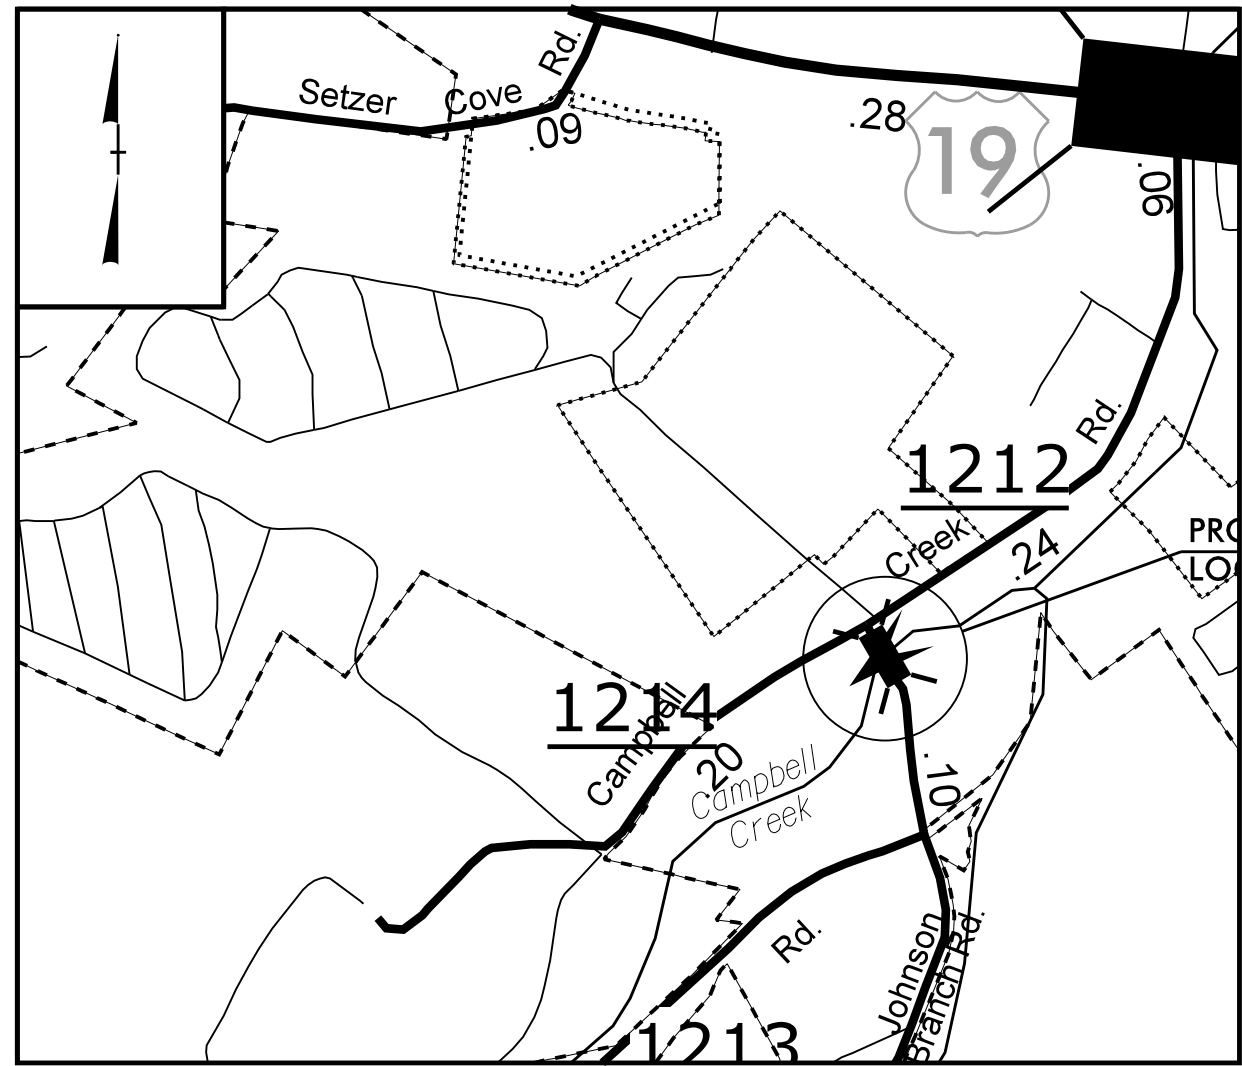 Setzer Cove Rd.
.09
.28
19
.06
Rd.
1212
Creek
.24
PRO
LOC
1214
Campbell
.20
Campbell
Creek
.10
Rd.
Johnson
Branch Rd.
1213